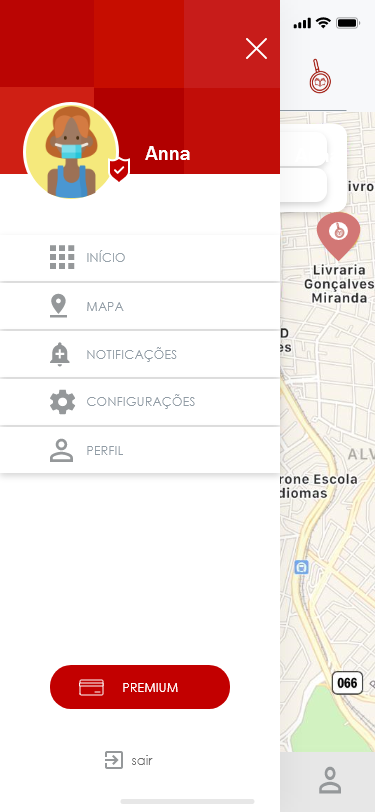 Anna
INÍCIO
MAPA
NOTIFICAÇÕES
CONFIGURAÇÕES
PERFIL
PREMIUM
sair
ivro
Livraria
Gonçalves
Miranda
D
es
ALV
rone Escola
diomas
066